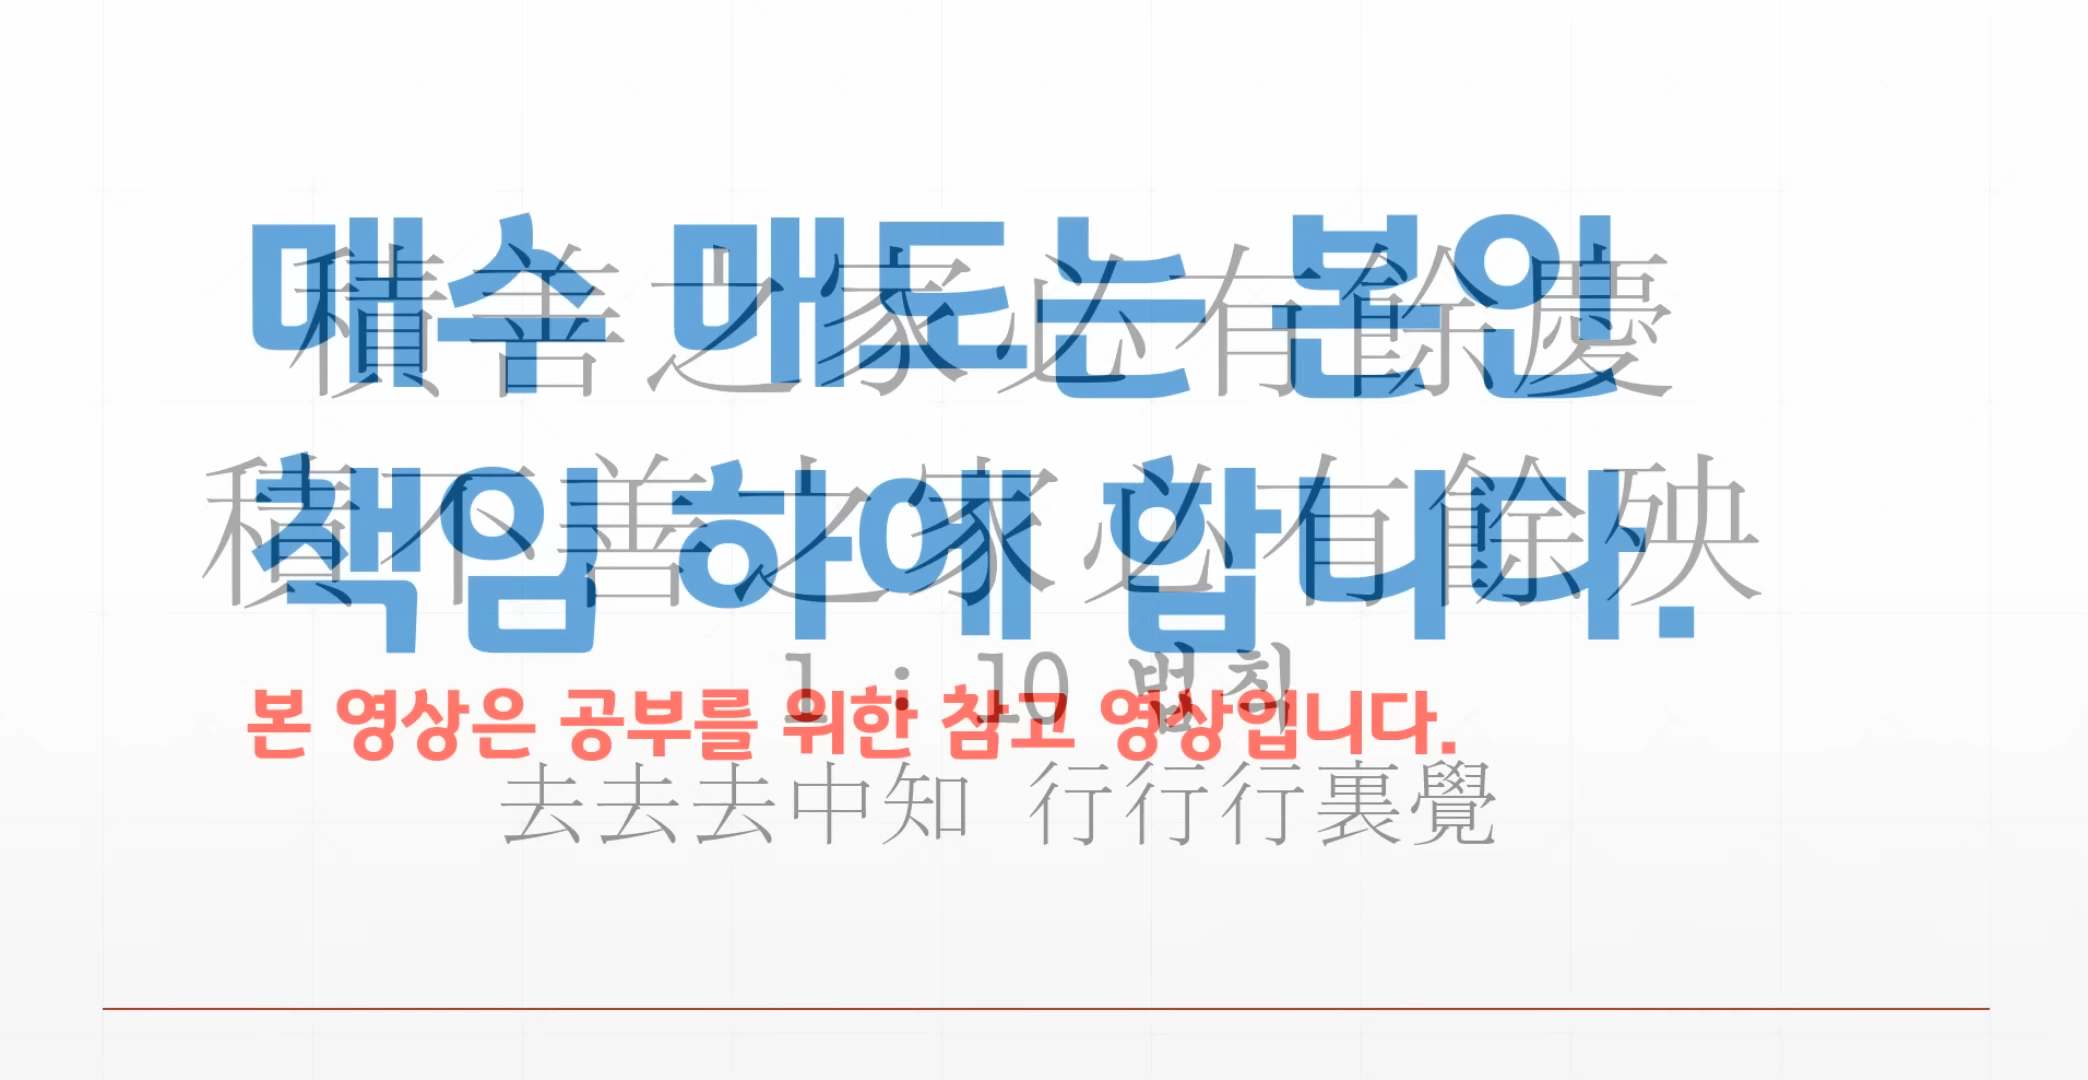 매수 매도는 본인
책임 하에 합니다.
본 영상은 공부를 위한 참고 영상입니다.
積善之家必有餘慶
積不善之家必有餘殃
1 : 10 법칙
去去去中知 行行行裏覺